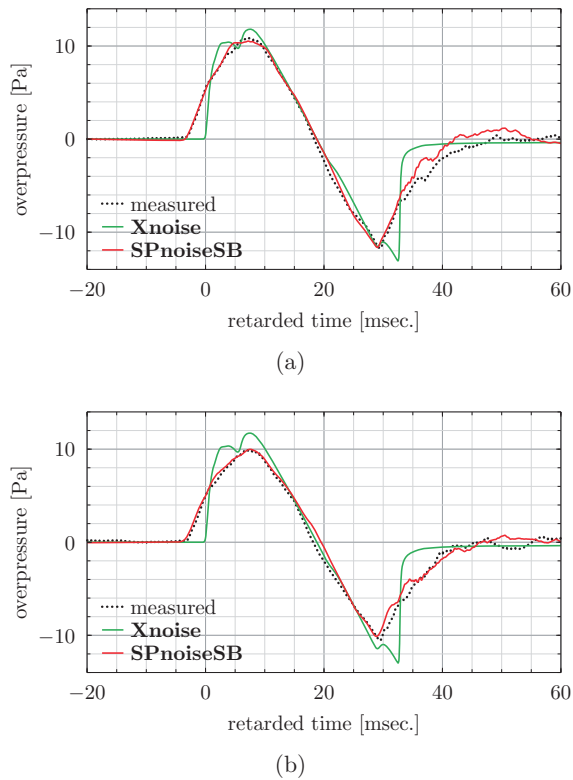 10
0
−10
overpressure [Pa]
measured
Xnoise
SPnoiseSB
−20 0 20 40 60
retarded time [msec.]
(a)
10
0
−10
overpressure [Pa]
measured
Xnoise
SPnoiseSB
−20 0 20 40 60
retarded time [msec.]
(b)